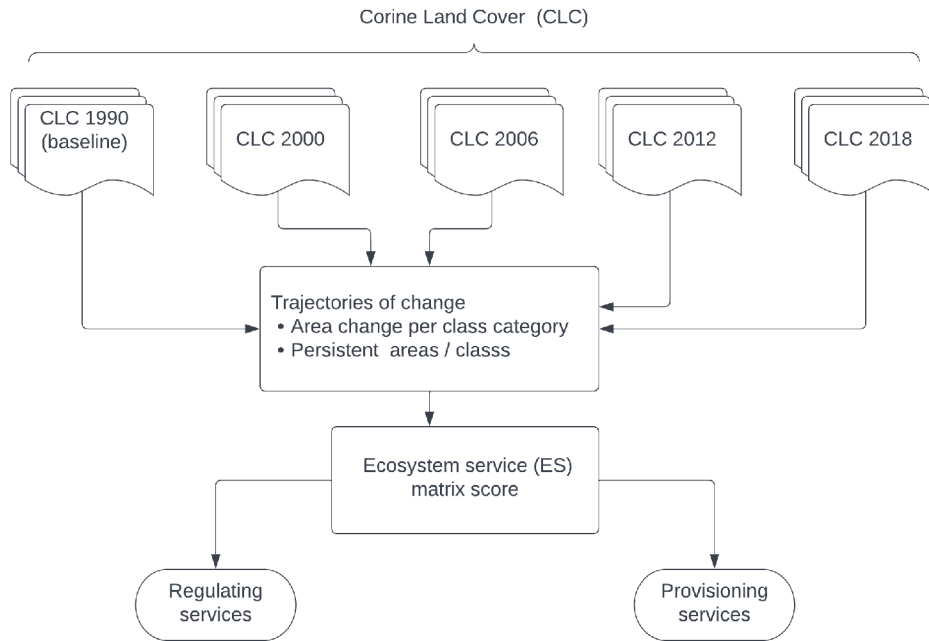 Corine Land Cover  (CLC)
CLC 1990
(baseline)
CLC 2000
CLC 2006
CLC 2012
CLC 2018
Trajectories of change
• Area change per class category
• Persistent  areas / classs
Ecosystem service (ES)
matrix score
Regulating
services
Provisioning
services